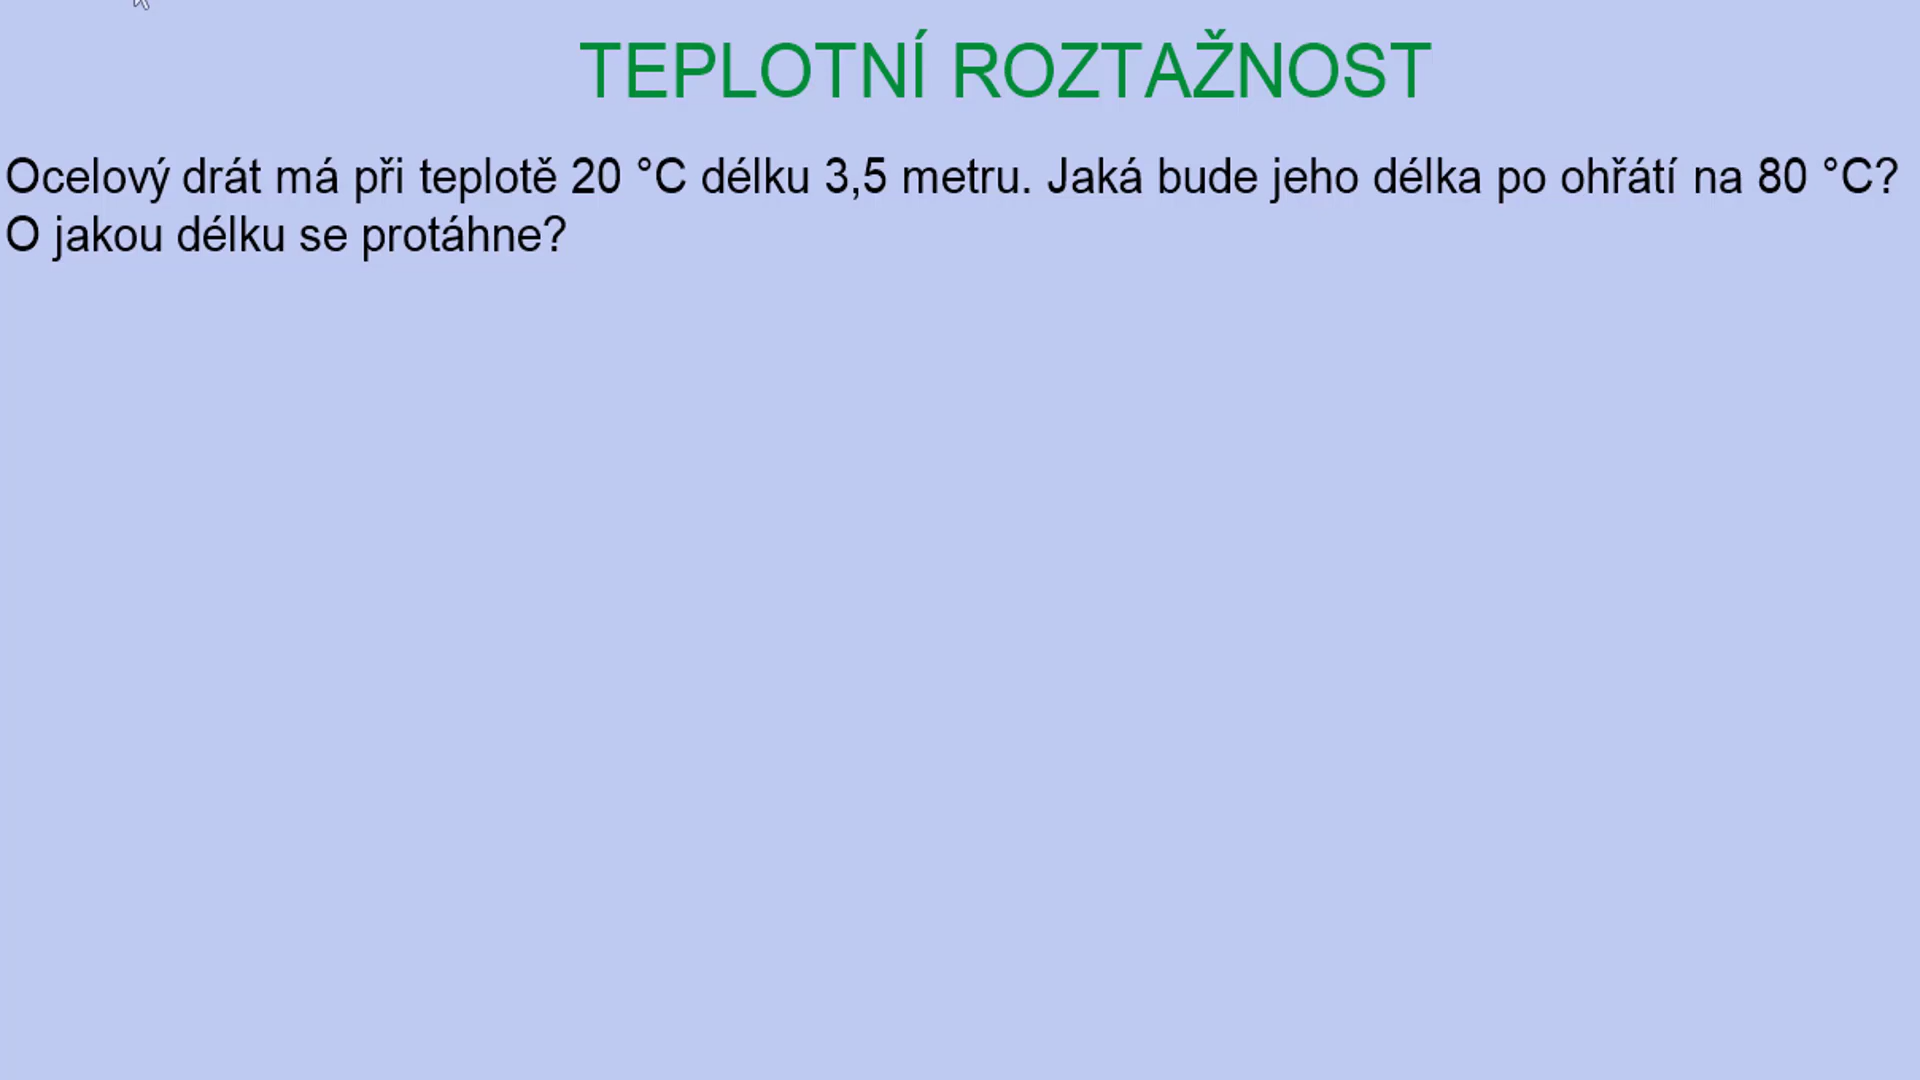 TEPLOTNÍ ROZTAŽNOST
Ocelový drát má při teplotě 20 °C délku 3,5 metru. Jaká bude jeho délka po ohřátí na 80 °C?
O jakou délku se protáhne?